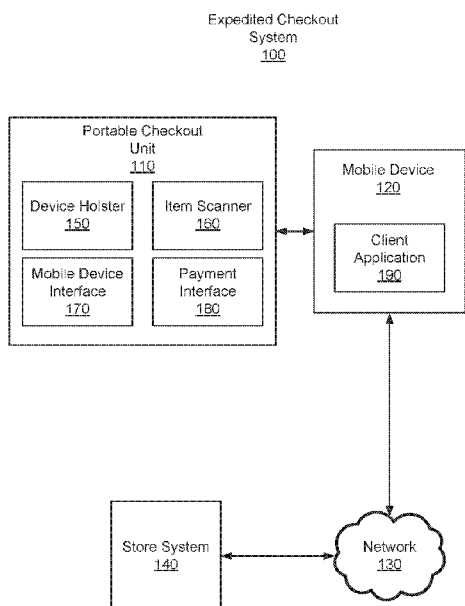 Expedited Checkout
System
100
Portable Checkout
Unit
110
Device Holster
150
Item Scanner
160
Mobile Device
Interface
170
Payment
Interface
180
Mobile Device
120
Client
Application
190
Store System
140
Network
130